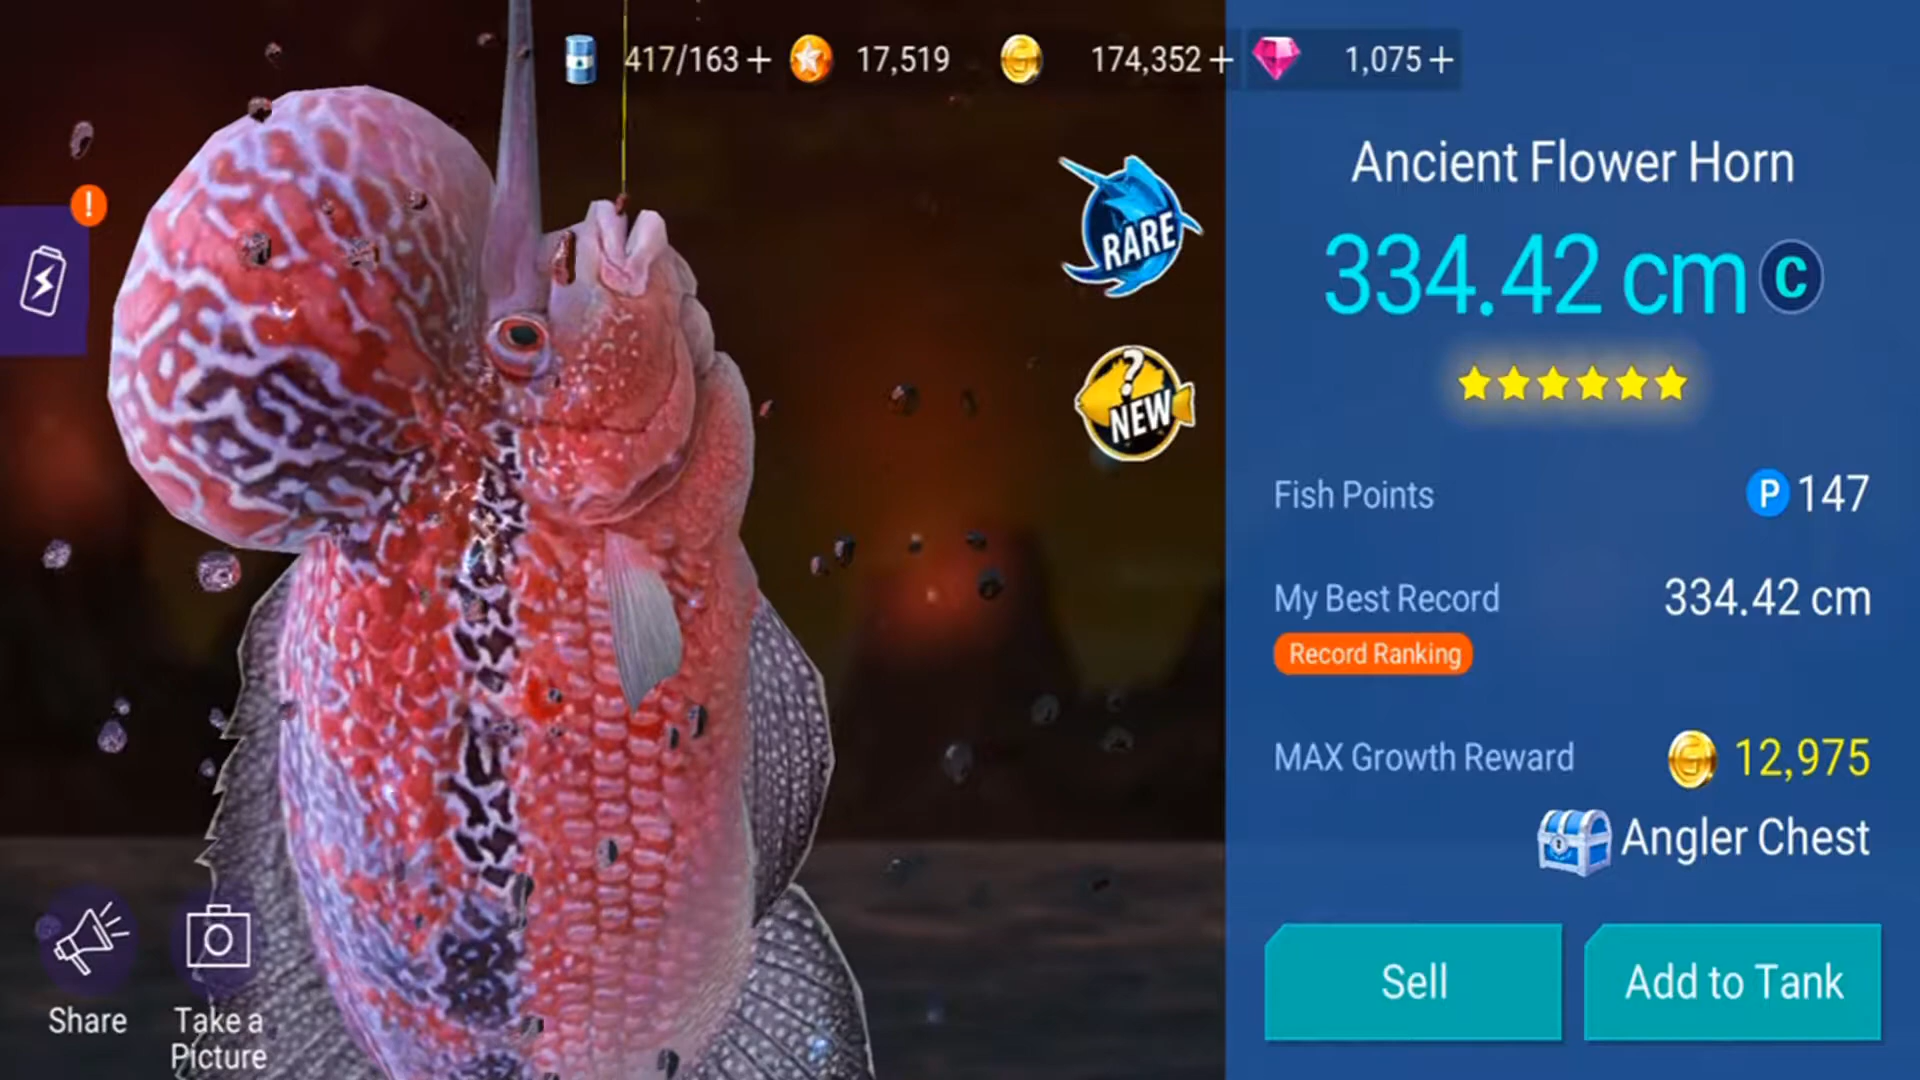 417/163 +
17,519
174,352 +
1,075 +
!
RARE
?
NEW
Ancient Flower Horn
334.42 cm C
Fish Points
P 147
My Best Record
334.42 cm
Record Ranking
MAX Growth Reward
G 12,975
Angler Chest
Share
Take a
Picture
Sell
Add to Tank